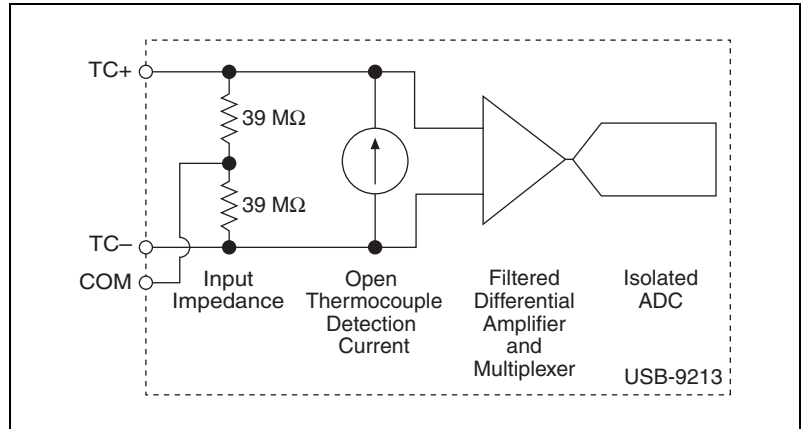 TC+
39 MΩ
39 MΩ
TC–
COM
Input
Impedance
Open
Thermocouple
Detection
Current
Filtered
Differential
Amplifier
and
Multiplexer
Isolated
ADC
USB-9213